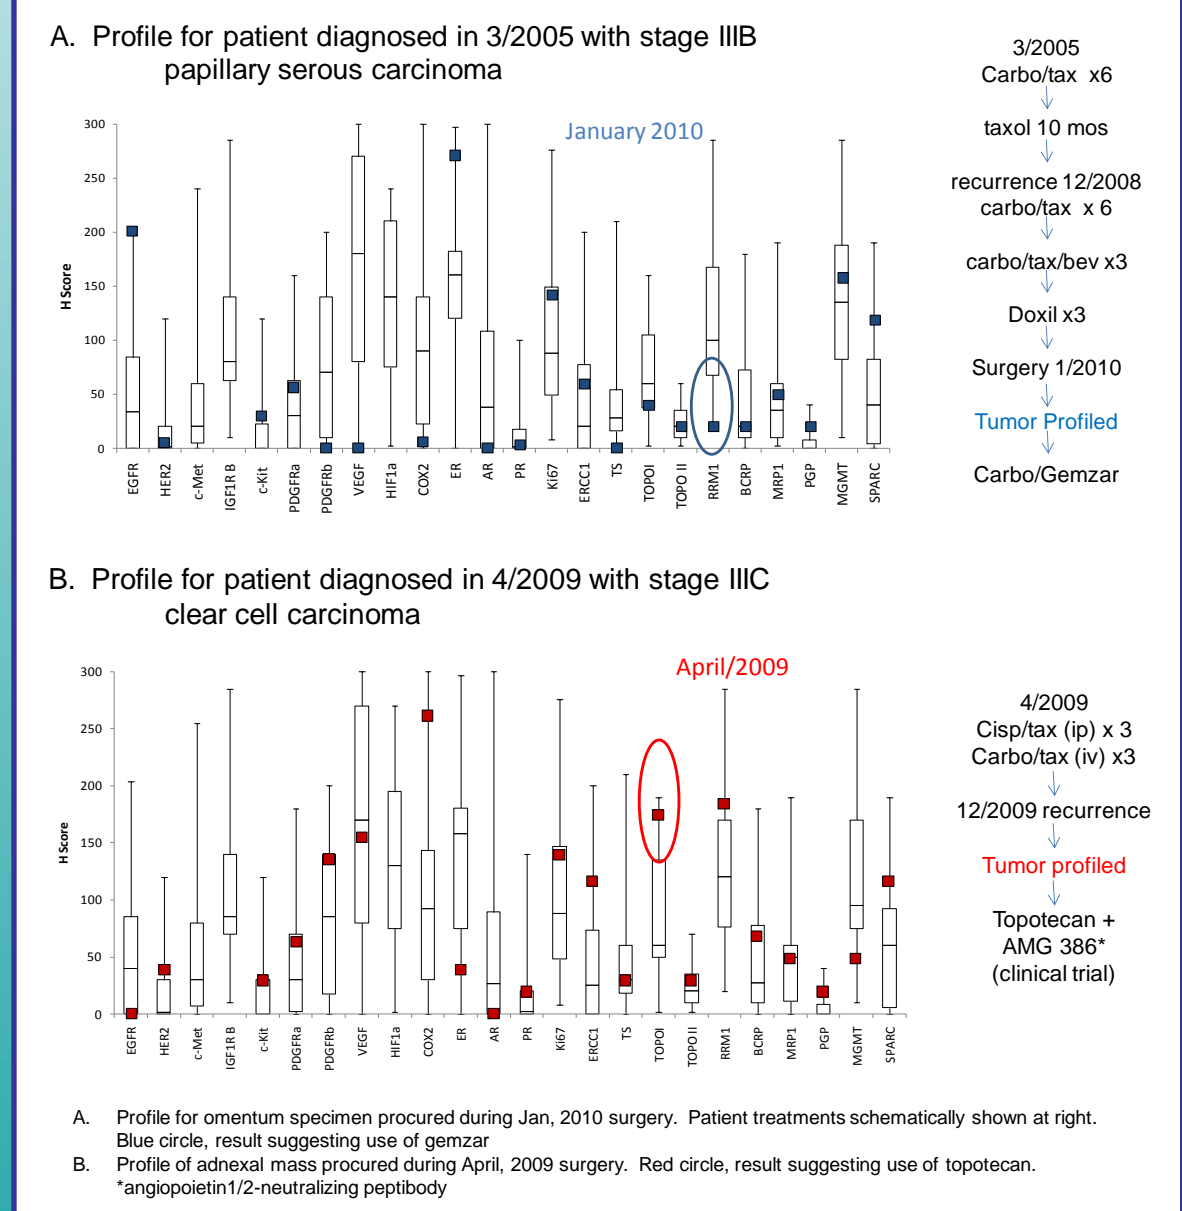 A. Profile for patient diagnosed in 3/2005 with stage IIIB
papillary serous carcinoma
January 2010
300
250
200
150
100
50
0
H Score
EGFR
HER2
c-Met
IGF1R B
c-Kit
PDGFRa
PDGFRb
VEGF
HIF1a
COX2
ER
AR
PR
Ki67
ERCC1
TS
TOPOI
TOPO II
RRM1
BCRP
MRP1
PGP
MGMT
SPARC
3/2005
Carbo/tax x6
taxol 10 mos
recurrence 12/2008
carbo/tax x 6
carbo/tax/bev x3
Doxil x3
Surgery 1/2010
Tumor Profiled
Carbo/Gemzar
B. Profile for patient diagnosed in 4/2009 with stage IIIC
clear cell carcinoma
April/2009
300
250
200
150
100
50
0
H Score
EGFR
HER2
c-Met
IGF1R B
c-Kit
PDGFRa
PDGFRb
VEGF
HIF1a
COX2
ER
AR
PR
Ki67
ERCC1
TS
TOPOI
TOPO II
RRM1
BCRP
MRP1
PGP
MGMT
SPARC
4/2009
Cisp/tax (ip) x 3
Carbo/tax (iv) x3
12/2009 recurrence
Tumor profiled
Topotecan +
AMG 386*
(clinical trial)
A. Profile for omentum specimen procured during Jan, 2010 surgery. Patient treatments schematically shown at right.
Blue circle, result suggesting use of gemzar
B. Profile of adnexal mass procured during April, 2009 surgery. Red circle, result suggesting use of topotecan.
*angiopoietin1/2-neutralizing peptibody